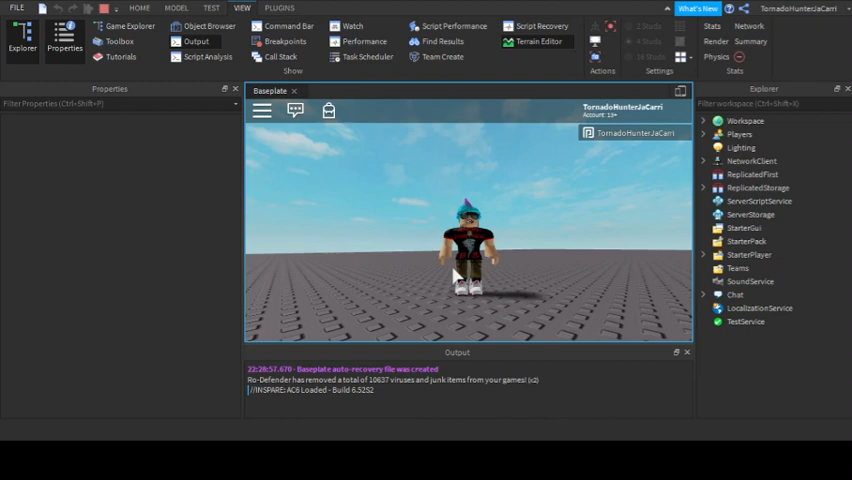 FILE HOME MODEL TEST VIEW PLUGINS What's New TornadoHunterJaCarri
Game Explorer Object Browser Command Bar Watch Script Performance Script Recovery 2 Studs Stats Network
Toolbox Output Breakpoints Performance Find Results Terrain Editor Render Summary
Explorer Properties Tutorials Script Analysis Call Stack Task Scheduler Team Create 16 Studs Physics
Show Actions Settings Stats
Properties Baseplate Explorer
Filter Properties (Ctrl+Shift+P) Filter workspace (Ctrl+Shift+X)
TornadoHunterJaCarri
Account: 13+
TornadoHunterJaCarri
Workspace
Players
Lighting
NetworkClient
ReplicatedFirst
ReplicatedStorage
ServerScriptService
ServerStorage
StarterGui
StarterPack
StarterPlayer
Teams
SoundService
Chat
LocalizationService
TestService
Output
22:28:57.670 - Baseplate auto-recovery file was created
Ro-Defender has removed a total of 10637 viruses and junk items from your games! (x2)
//INSPARE: AC6 Loaded - Build 6.52S2